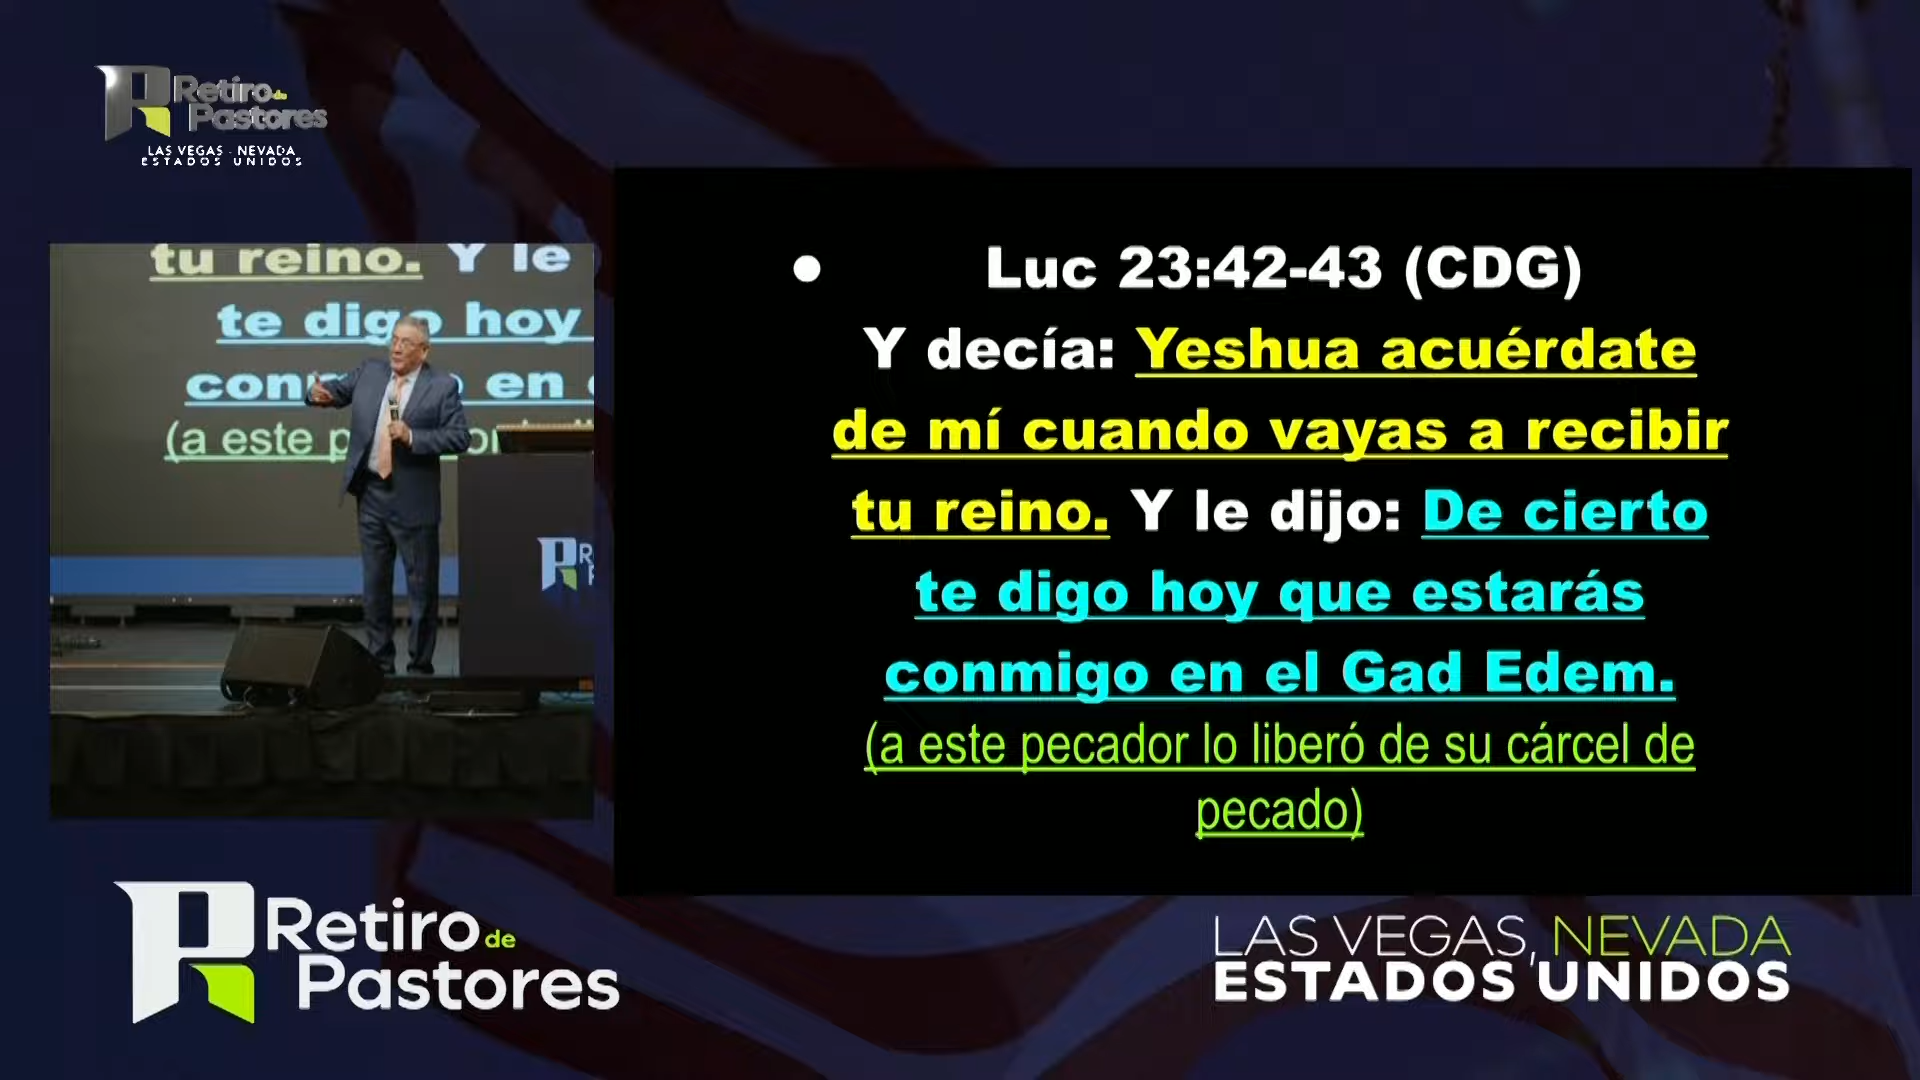 Retiro de
Pastores
LAS VEGAS - NEVADA
ESTADOS UNIDOS
tu reino. Y le
te digo hoy
en
(a este p
● Luc 23:42-43 (CDG)
Y decía: Yeshua acuérdate
de mí cuando vayas a recibir
tu reino. Y le dijo: De cierto
te digo hoy que estarás
conmigo en el Gad Edem.
(a este pecador lo liberó de su cárcel de
pecado)
Retiro de
Pastores
LAS VEGAS, NEVADA
ESTADOS UNIDOS